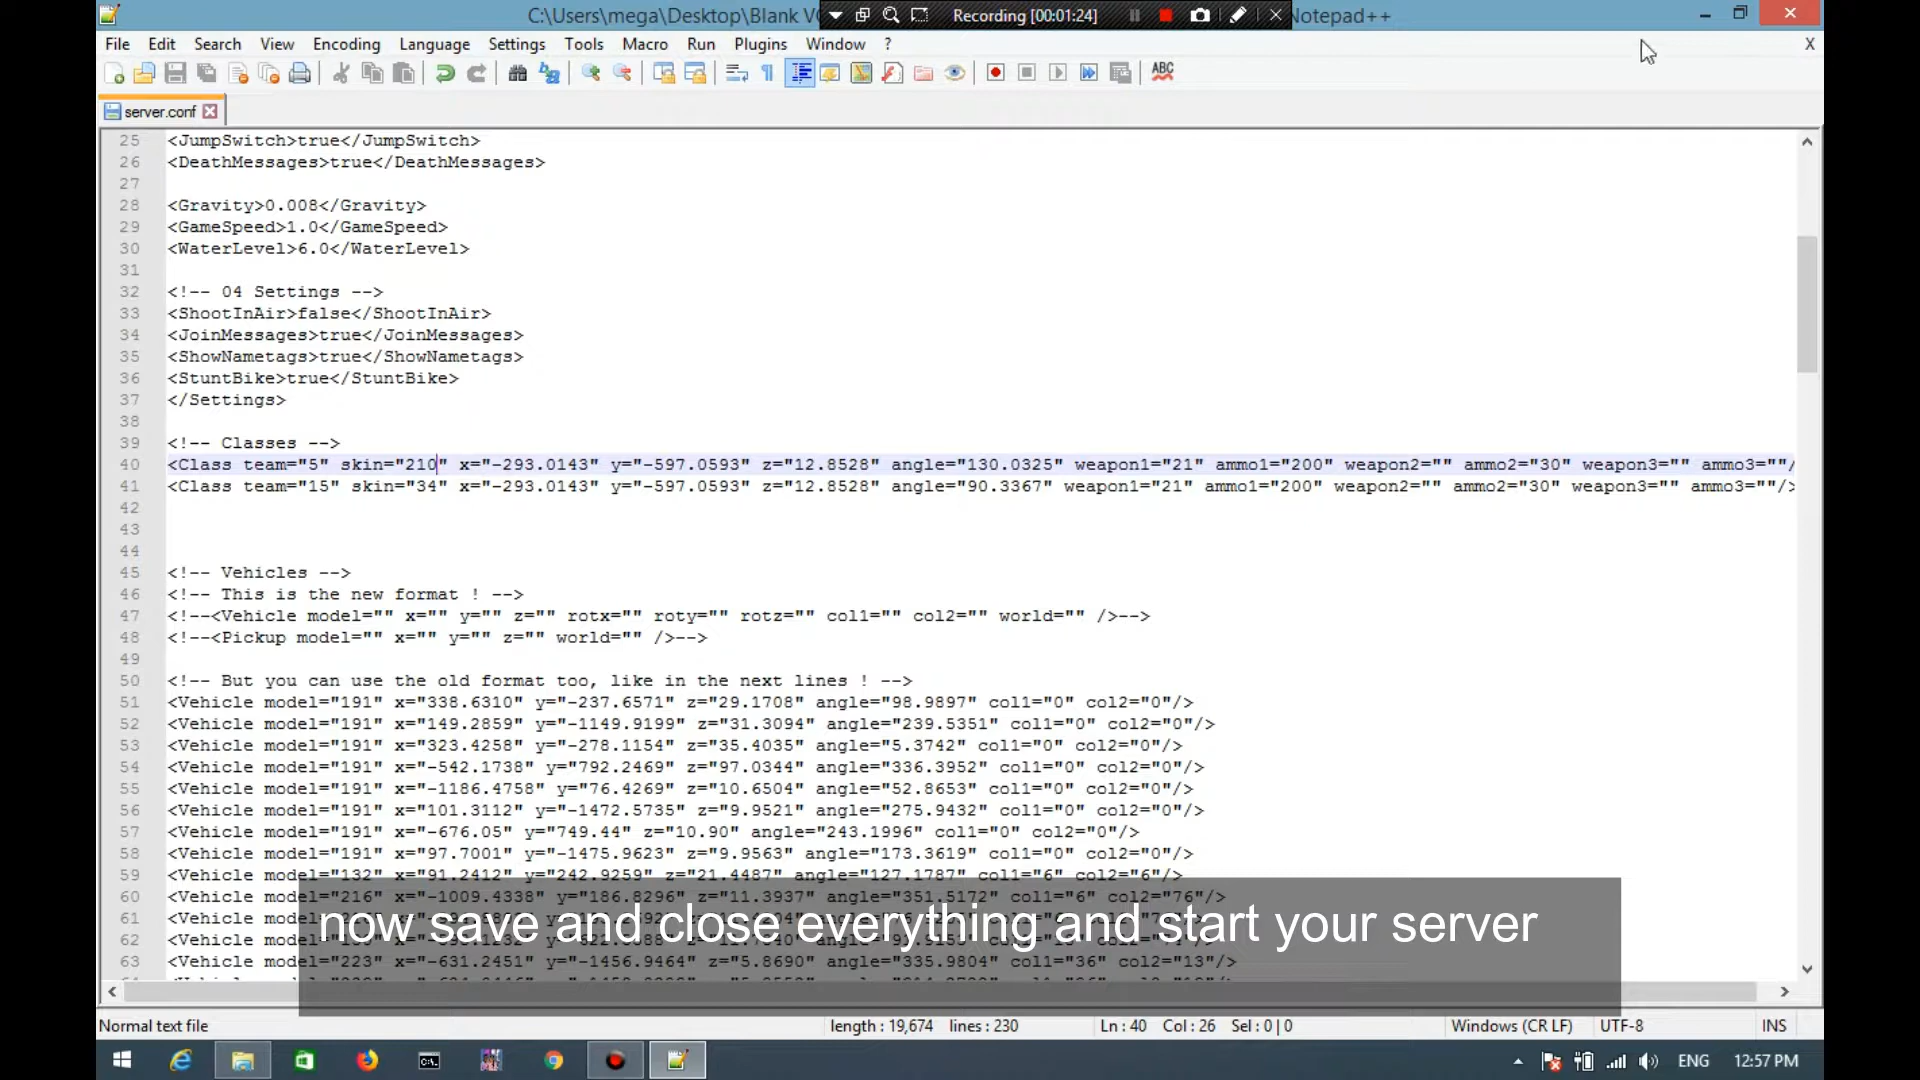 C:\Users\mega\Desktop\Blank VC
Recording [00:01:24]
Notepad++
File Edit Search View Encoding Language Settings Tools Macro Run Plugins Window ?
X
ABC
server.conf
25 <JumpSwitch>true</JumpSwitch>
26 <DeathMessages>true</DeathMessages>
27
28 <Gravity>0.008</Gravity>
29 <GameSpeed>1.0</GameSpeed>
30 <WaterLevel>6.0</WaterLevel>
31
32 <!-- 04 Settings -->
33 <ShootInAir>false</ShootInAir>
34 <JoinMessages>true</JoinMessages>
35 <ShowNametags>true</ShowNametags>
36 <StuntBike>true</StuntBike>
37 </Settings>
38
39 <!-- Classes -->
40 <Class team="5" skin="210" x="-293.0143" y="-597.0593" z="12.8528" angle="130.0325" weapon1="21" ammo1="200" weapon2="" ammo2="30" weapon3="" ammo3=""/
41 <Class team="15" skin="34" x="-293.0143" y="-597.0593" z="12.8528" angle="90.3367" weapon1="21" ammo1="200" weapon2="" ammo2="30" weapon3="" ammo3=""/>
42
43
44
45 <!-- Vehicles -->
46 <!-- This is the new format ! -->
47 <!--<Vehicle model="" x="" y="" z="" rotx="" roty="" rotz="" col1="" col2="" world="" />-->
48 <!--<Pickup model="" x="" y="" z="" world="" />-->
49
50 <!-- But you can use the old format too, like in the next lines ! -->
51 <Vehicle model="191" x="338.6310" y="-237.6571" z="29.1708" angle="98.9897" col1="0" col2="0"/>
52 <Vehicle model="191" x="149.2859" y="-1149.9199" z="31.3094" angle="239.5351" col1="0" col2="0"/>
53 <Vehicle model="191" x="323.4258" y="-278.1154" z="35.4035" angle="5.3742" col1="0" col2="0"/>
54 <Vehicle model="191" x="-542.1738" y="792.2469" z="97.0344" angle="336.3952" col1="0" col2="0"/>
55 <Vehicle model="191" x="-1186.4758" y="76.4269" z="10.6504" angle="52.8653" col1="0" col2="0"/>
56 <Vehicle model="191" x="101.3112" y="-1472.5735" z="9.9521" angle="275.9432" col1="0" col2="0"/>
57 <Vehicle model="191" x="-676.05" y="749.44" z="10.90" angle="243.1996" col1="0" col2="0"/>
58 <Vehicle model="191" x="97.7001" y="-1475.9623" z="9.9563" angle="173.3619" col1="0" col2="0"/>
59 <Vehicle model="132" x="91.2412" y="242.9259" z="21.4487" angle="127.1787" col1="6" col2="6"/>
60 <Vehicle model="216" x="-1009.4338" y="186.8296" z="11.3937" angle="351.5172" col1="6" col2="76"/>
61 <Vehicle
62 <Vehicle
now save and close everything and start your server
63 <Vehicle model="223" x="-631.2451" y="-1456.9464" z="5.8690" angle="335.9804" col1="36" col2="13"/>
Normal text file
length : 19,674 lines : 230
Ln : 40 Col : 26 Sel : 0 | 0
Windows (CR LF)
UTF-8
INS
ENG
12:57 PM